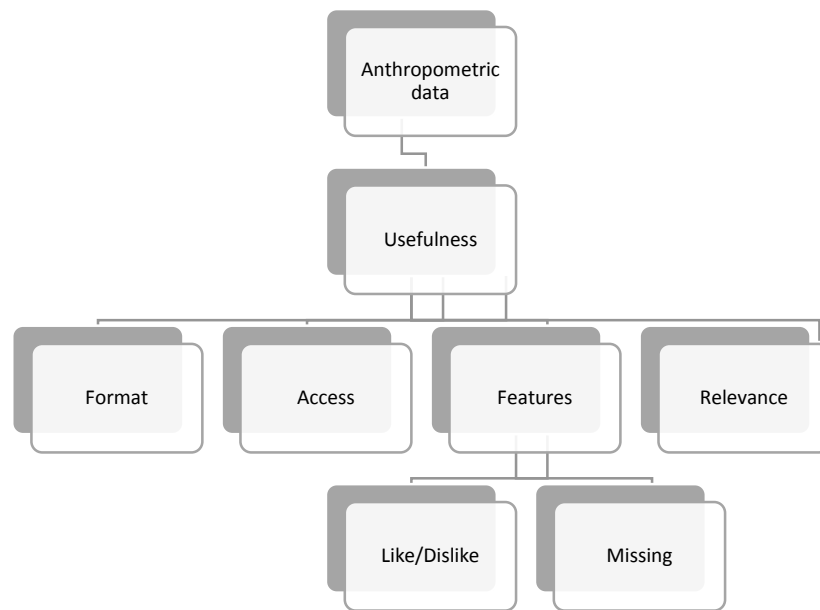 Anthropometric
data
Usefulness
Format
Access
Features
Relevance
Like/Dislike
Missing